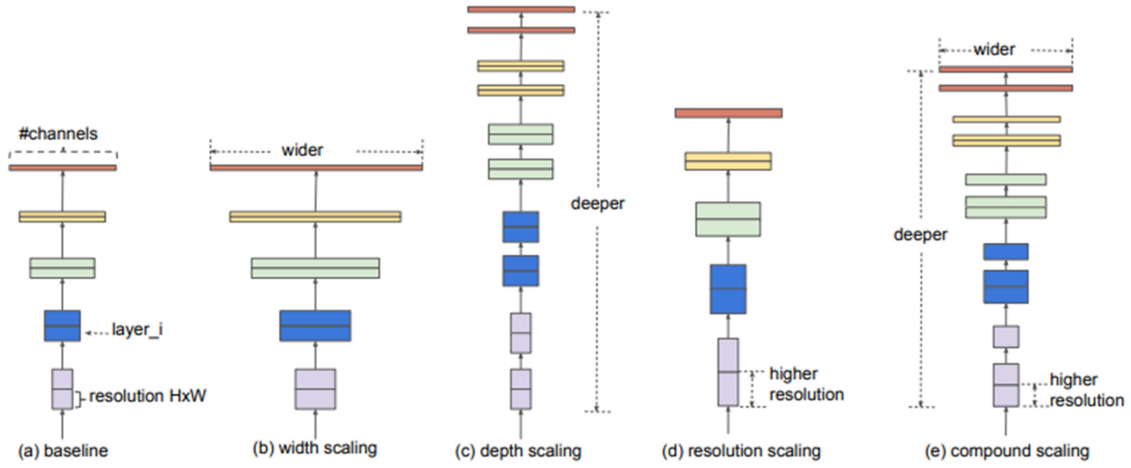 #channels
layer_i
resolution HxW
(a) baseline
wider
(b) width scaling
deeper
(c) depth scaling
higher
resolution
(d) resolution scaling
wider
deeper
higher
resolution
(e) compound scaling